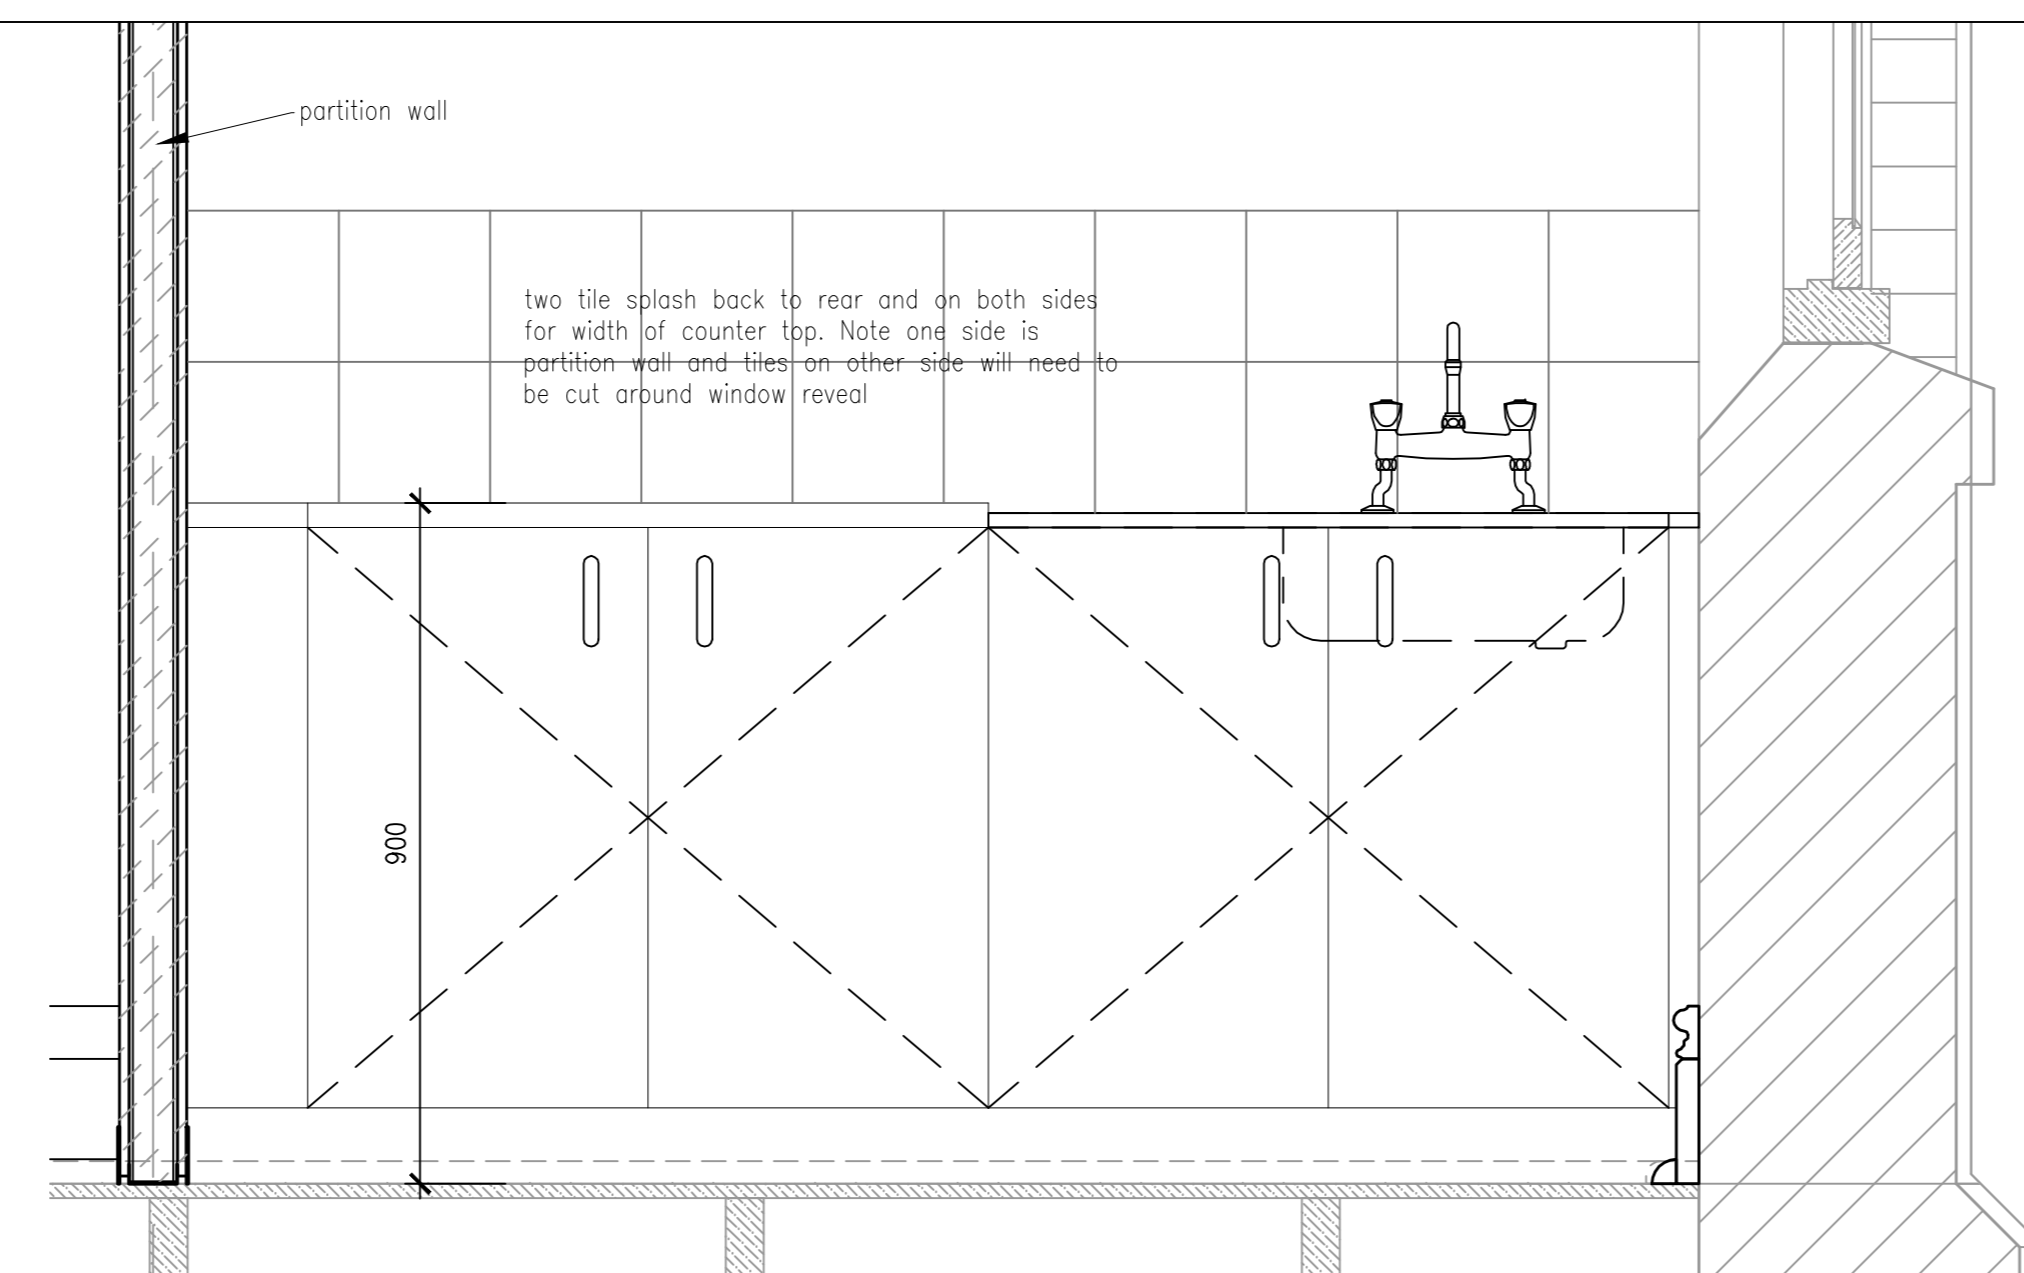 partition wall
two tile splash back to rear and on both sides
for width of counter top. Note one side is
partition wall and tiles on other side will need to
be cut around window reveal
900